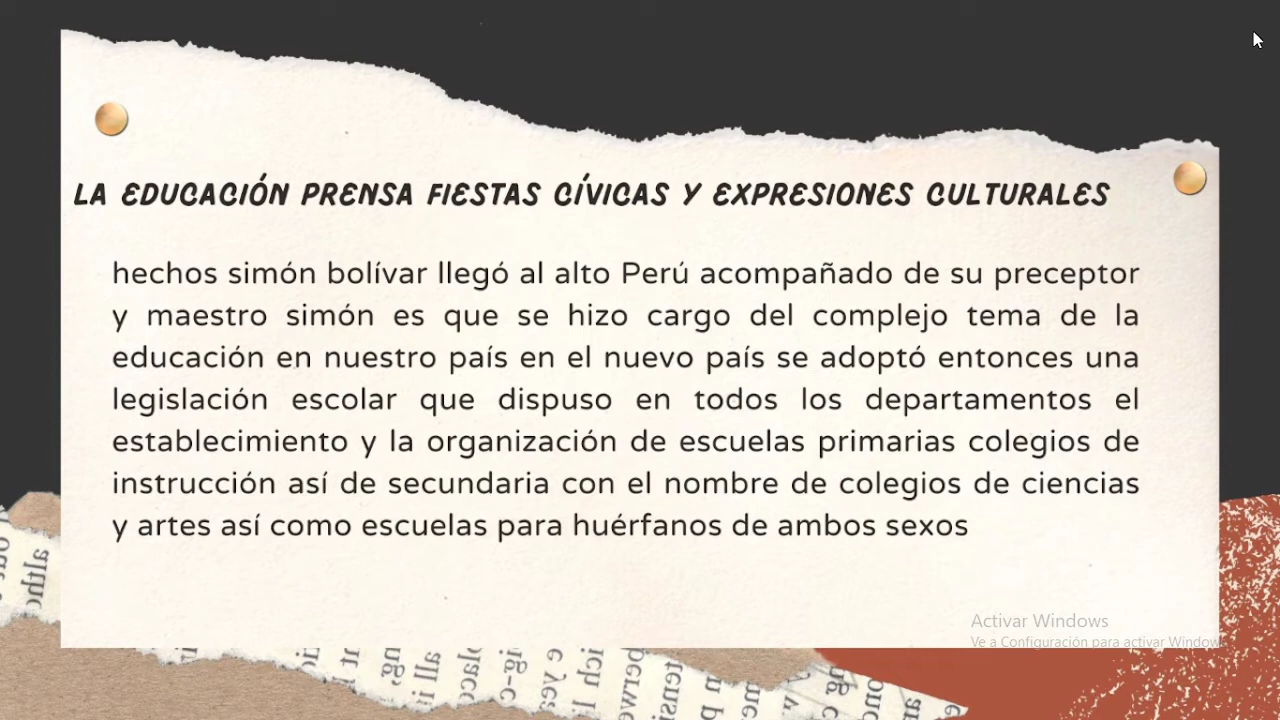 LA EDUCACIÓN PRENSA FIESTAS CÍVICAS Y EXPRESIONES CULTURALES
hechos simón bolívar llegó al alto Perú acompañado de su preceptor
y maestro simón es que se hizo cargo del complejo tema de la
educación en nuestro país en el nuevo país se adoptó entonces una
legislación escolar que dispuso en todos los departamentos el
establecimiento y la organización de escuelas primarias colegios de
instrucción así de secundaria con el nombre de colegios de ciencias
y artes así como escuelas para huérfanos de ambos sexos
Activar Windows
Ve a Configuración para activar Windows